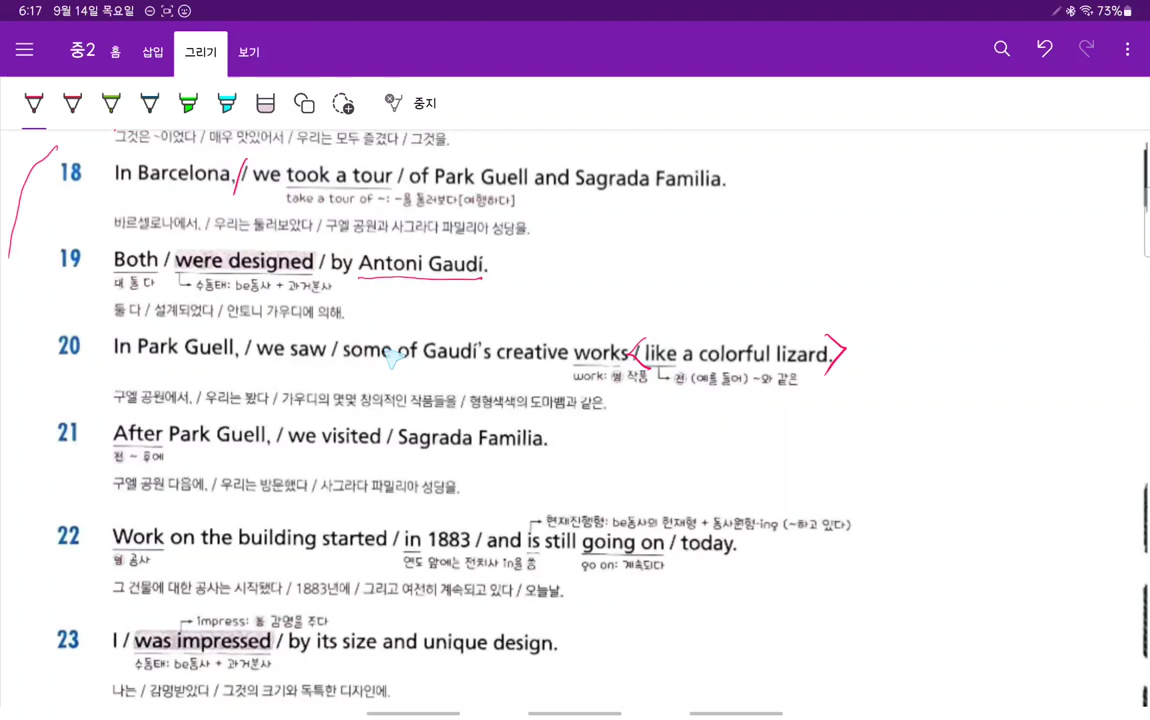 6:17 9월 14일 목요일 73%
중2 홈 삽입 그리기 보기
중지
그것은 ~이었다 / 매우 맛있어서 / 우리는 모두 즐겼다 / 그것을.
18 In Barcelona, / we took a tour / of Park Guell and Sagrada Familia.
take a tour of ~: ~을 둘러보다[여행하다]
바르셀로나에서, / 우리는 둘러보았다 / 구엘 공원과 사그라다 파밀리아 성당을.
19 Both / were designed / by Antoni Gaudí.
대 둘 다 수동태: be동사 + 과거분사
둘 다 / 설계되었다 / 안토니 가우디에 의해.
20 In Park Guell, / we saw / some of Gaudí's creative works / like a colorful lizard.
work: 명 작품 전 (예를 들어) ~와 같은
구엘 공원에서, / 우리는 봤다 / 가우디의 몇몇 창의적인 작품들을 / 형형색색의 도마뱀과 같은.
21 After Park Guell, / we visited / Sagrada Familia.
전 ~ 후에
구엘 공원 다음에, / 우리는 방문했다 / 사그라다 파밀리아 성당을.
현재진행형: be동사의 현재형 + 동사원형-ing (~하고 있다)
22 Work on the building started / in 1883 / and is still going on / today.
명 공사 연도 앞에는 전치사 in을 씀 go on: 계속되다
그 건물에 대한 공사는 시작됐다 / 1883년에 / 그리고 여전히 계속되고 있다 / 오늘날.
impress: 동 감명을 주다
23 I / was impressed / by its size and unique design.
수동태: be동사 + 과거분사
나는 / 감명받았다 / 그것의 크기와 독특한 디자인에.